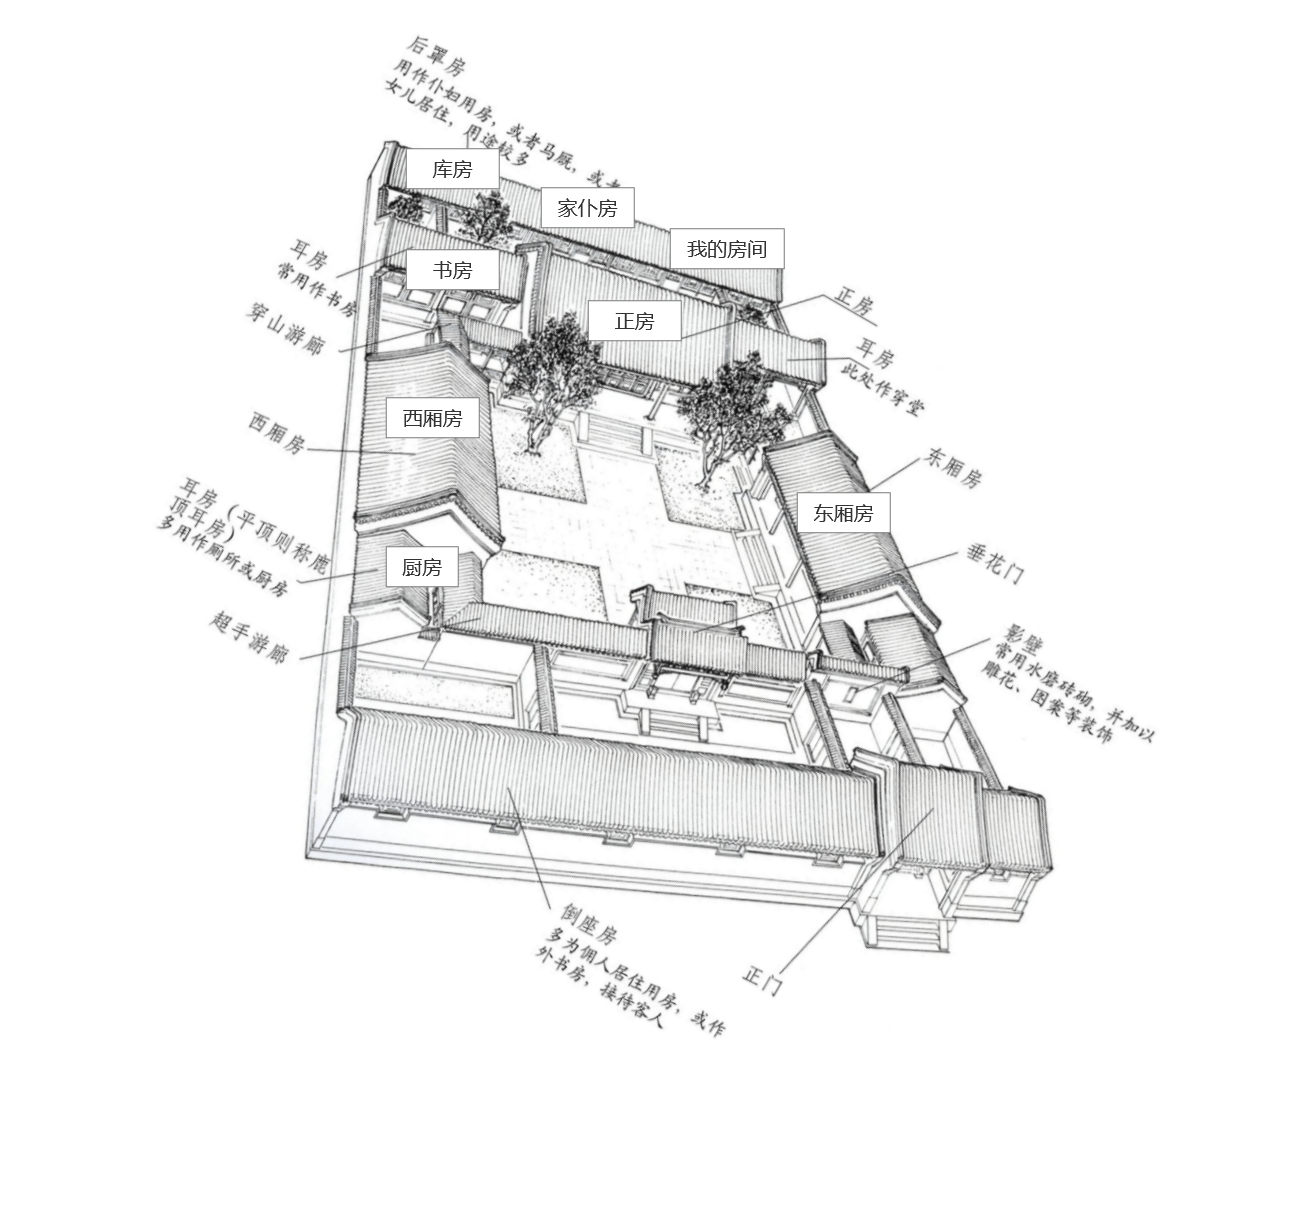 后罩房
用作仆妇用房，或者马厩，或者
女儿居住，用途较多
库房
家仆房
我的房间
耳房
常用作书房
书房
正房
正房
穿山游廊
耳房
此处作穿堂
西厢房
西厢房
东厢房
东厢房
耳房（平顶则称鹿
顶耳房）
多用作厕所或厨房
厨房
垂花门
超手游廊
影壁
常用水磨砖砌，并加以
雕花、图案等装饰
倒座房
多为佣人居住用房，或作
外书房，接待客人
正门